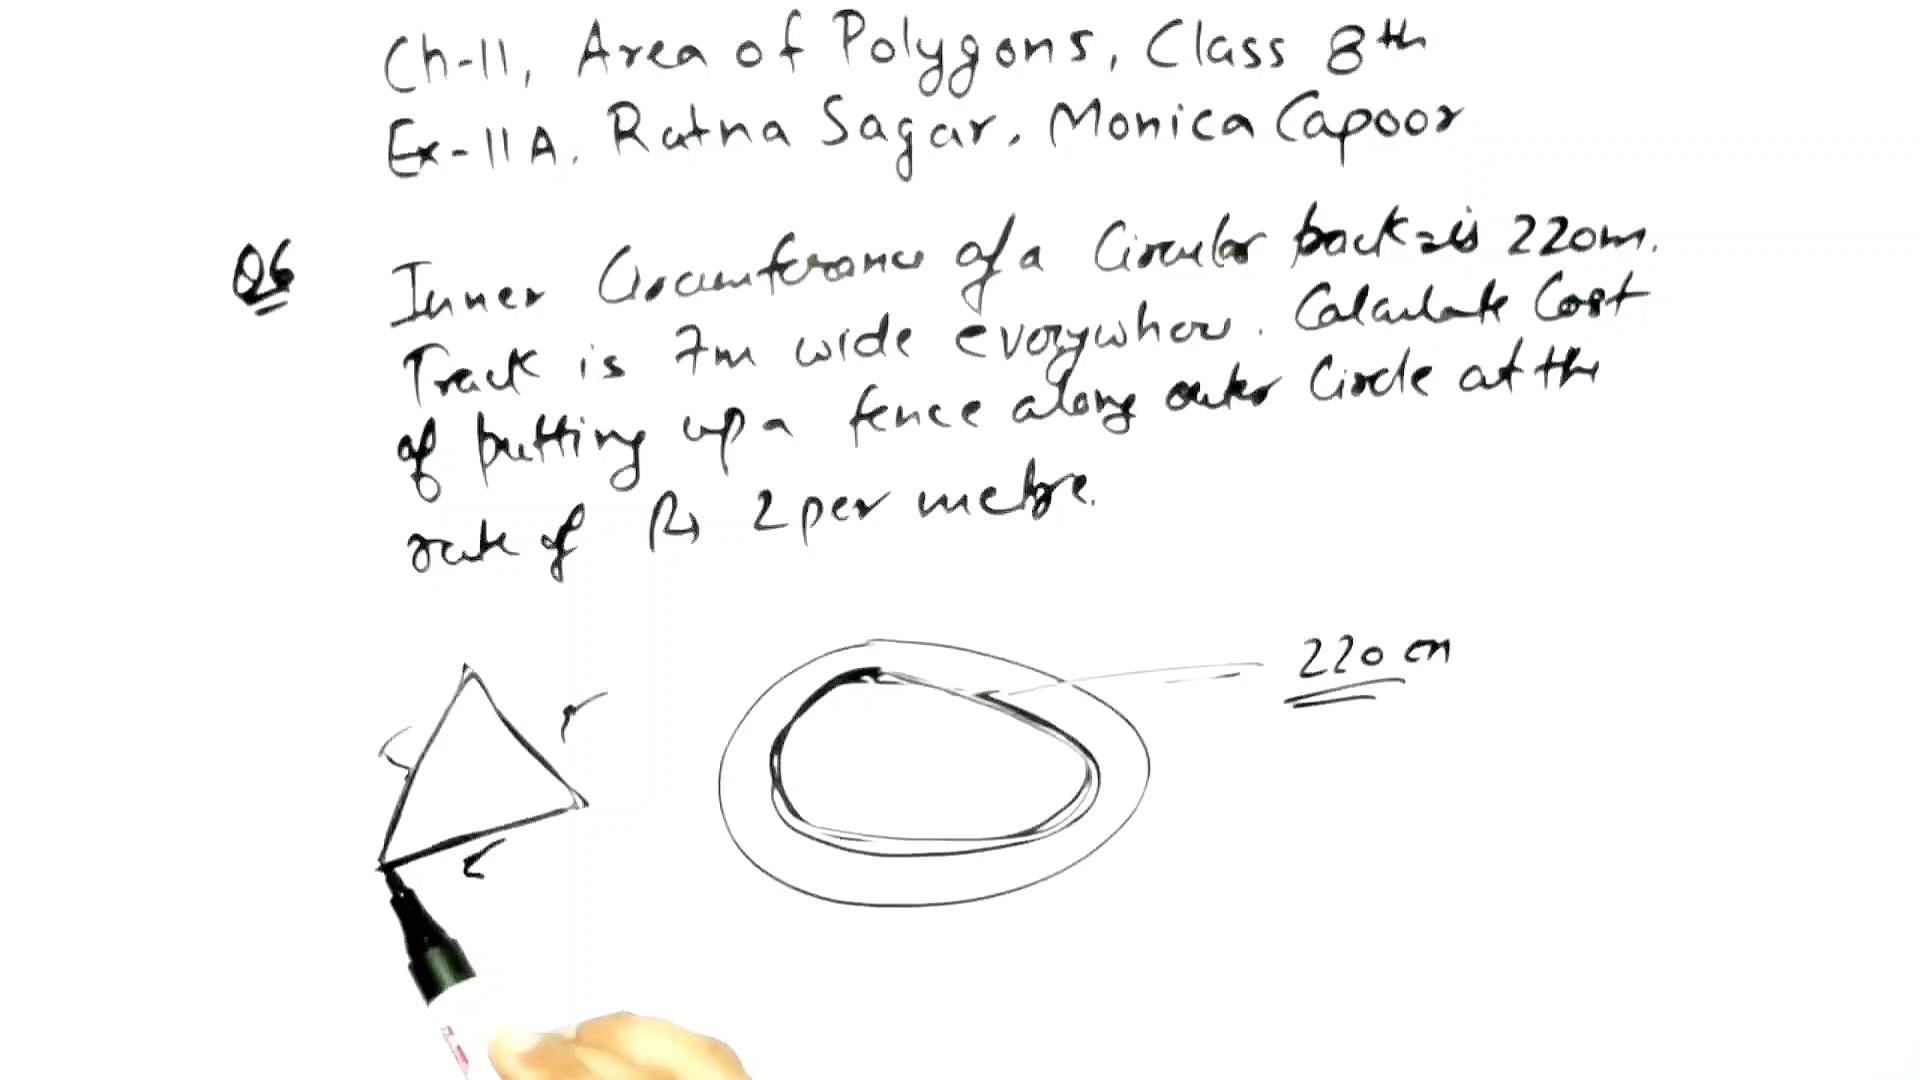 Ch-11, Area of Polygons, Class 8th
Ex-11A. Ratna Sagar, Monica Capoor
Q6 Inner Circumference of a Circular track is 220m.
Track is 7m wide everywhere. Calculate Cost
of putting up a fence along outer Circle at the
rate of Rs 2 per metre.
220 cm